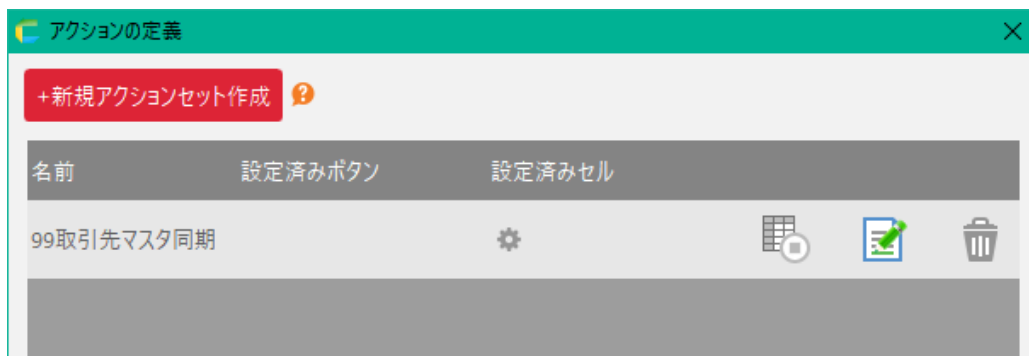 アクションの定義
+新規アクションセット作成
名前 設定済みボタン 設定済みセル
99取引先マスタ同期